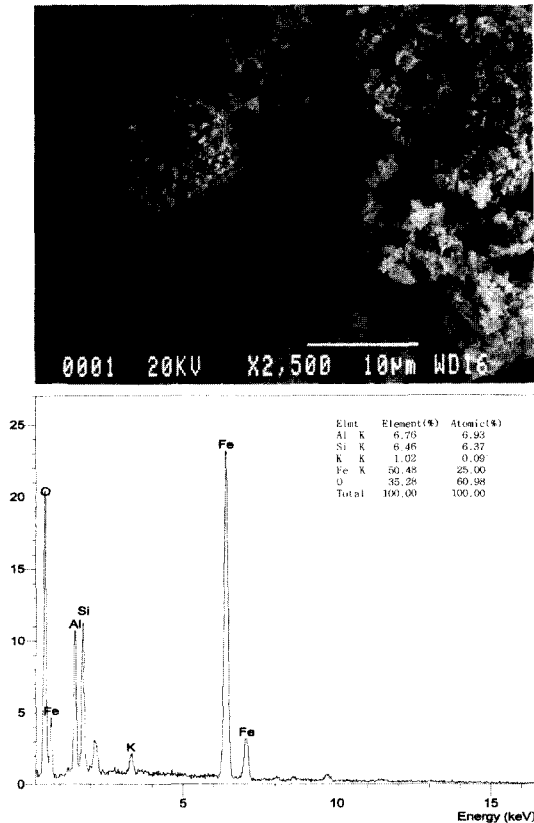 0001 20KV X2,500 10μm WD16
25
20
15
10
5
0
Fe
O
Al
Si
Fe
K
Fe
Elmt Element(%) Atomic(%)
Al K 6.76 6.93
Si K 6.46 6.37
K K 1.02 0.09
Fe K 50.48 25.00
O 35.28 60.98
Total 100.00 100.00
5 10 15
Energy (keV)